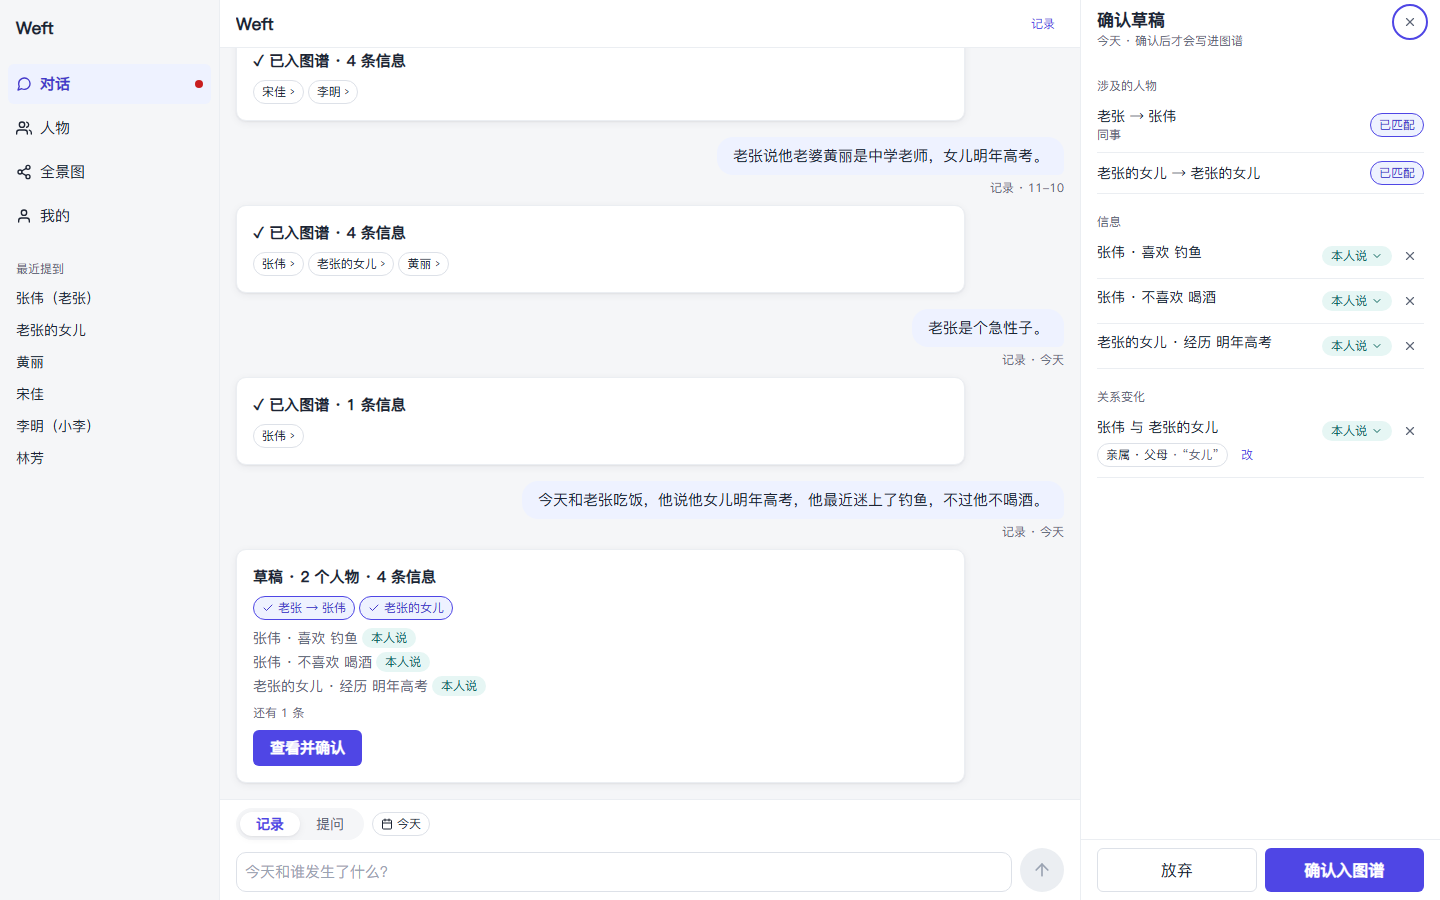 Weft
对话
人物
全景图
我的
最近提到
张伟（老张）
老张的女儿
黄丽
宋佳
李明（小李）
林芳
Weft
记录
✓ 已入图谱 · 4 条信息
宋佳 ›
李明 ›
老张说他老婆黄丽是中学老师，女儿明年高考。
记录 · 11-10
✓ 已入图谱 · 4 条信息
张伟 ›
老张的女儿 ›
黄丽 ›
老张是个急性子。
记录 · 今天
✓ 已入图谱 · 1 条信息
张伟 ›
今天和老张吃饭，他说他女儿明年高考，他最近迷上了钓鱼，不过他不喝酒。
记录 · 今天
草稿 · 2 个人物 · 4 条信息
✓ 老张 → 张伟
✓ 老张的女儿
张伟 · 喜欢 钓鱼 本人说
张伟 · 不喜欢 喝酒 本人说
老张的女儿 · 经历 明年高考 本人说
还有 1 条
查看并确认
记录
提问
今天
今天和谁发生了什么?
确认草稿
今天 · 确认后才会写进图谱
涉及的人物
老张 → 张伟
同事
已匹配
老张的女儿 → 老张的女儿
已匹配
信息
张伟 · 喜欢 钓鱼
本人说
张伟 · 不喜欢 喝酒
本人说
老张的女儿 · 经历 明年高考
本人说
关系变化
张伟 与 老张的女儿
本人说
亲属 · 父母 · “女儿”
改
放弃
确认入图谱